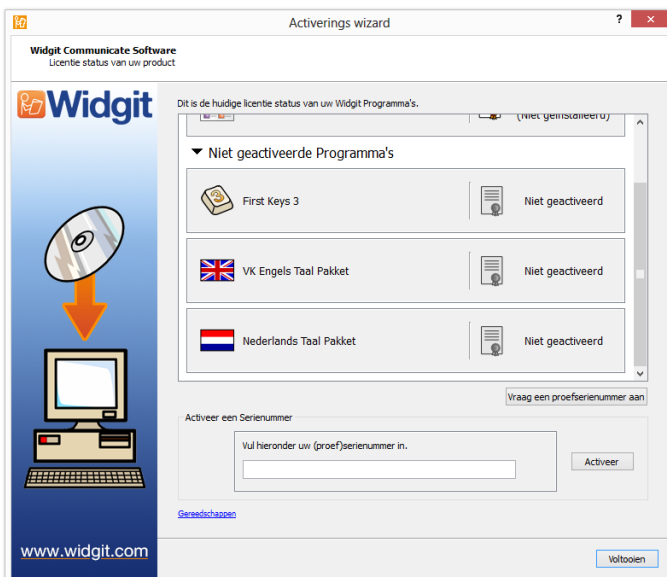 Activerings wizard
?
Widgit Communicate Software
Licentie status van uw product
Widgit
Dit is de huidige licentie status van uw Widgit Programma's.
(Niet geïnstalleerd)
Niet geactiveerde Programma's
3
First Keys 3
Niet geactiveerd
VK Engels Taal Pakket
Niet geactiveerd
Nederlands Taal Pakket
Niet geactiveerd
Vraag een proefserienummer aan
Activeer een Serienummer
Vul hieronder uw (proef)serienummer in.
Activeer
Gereedschappen
www.widgit.com
Voltooien